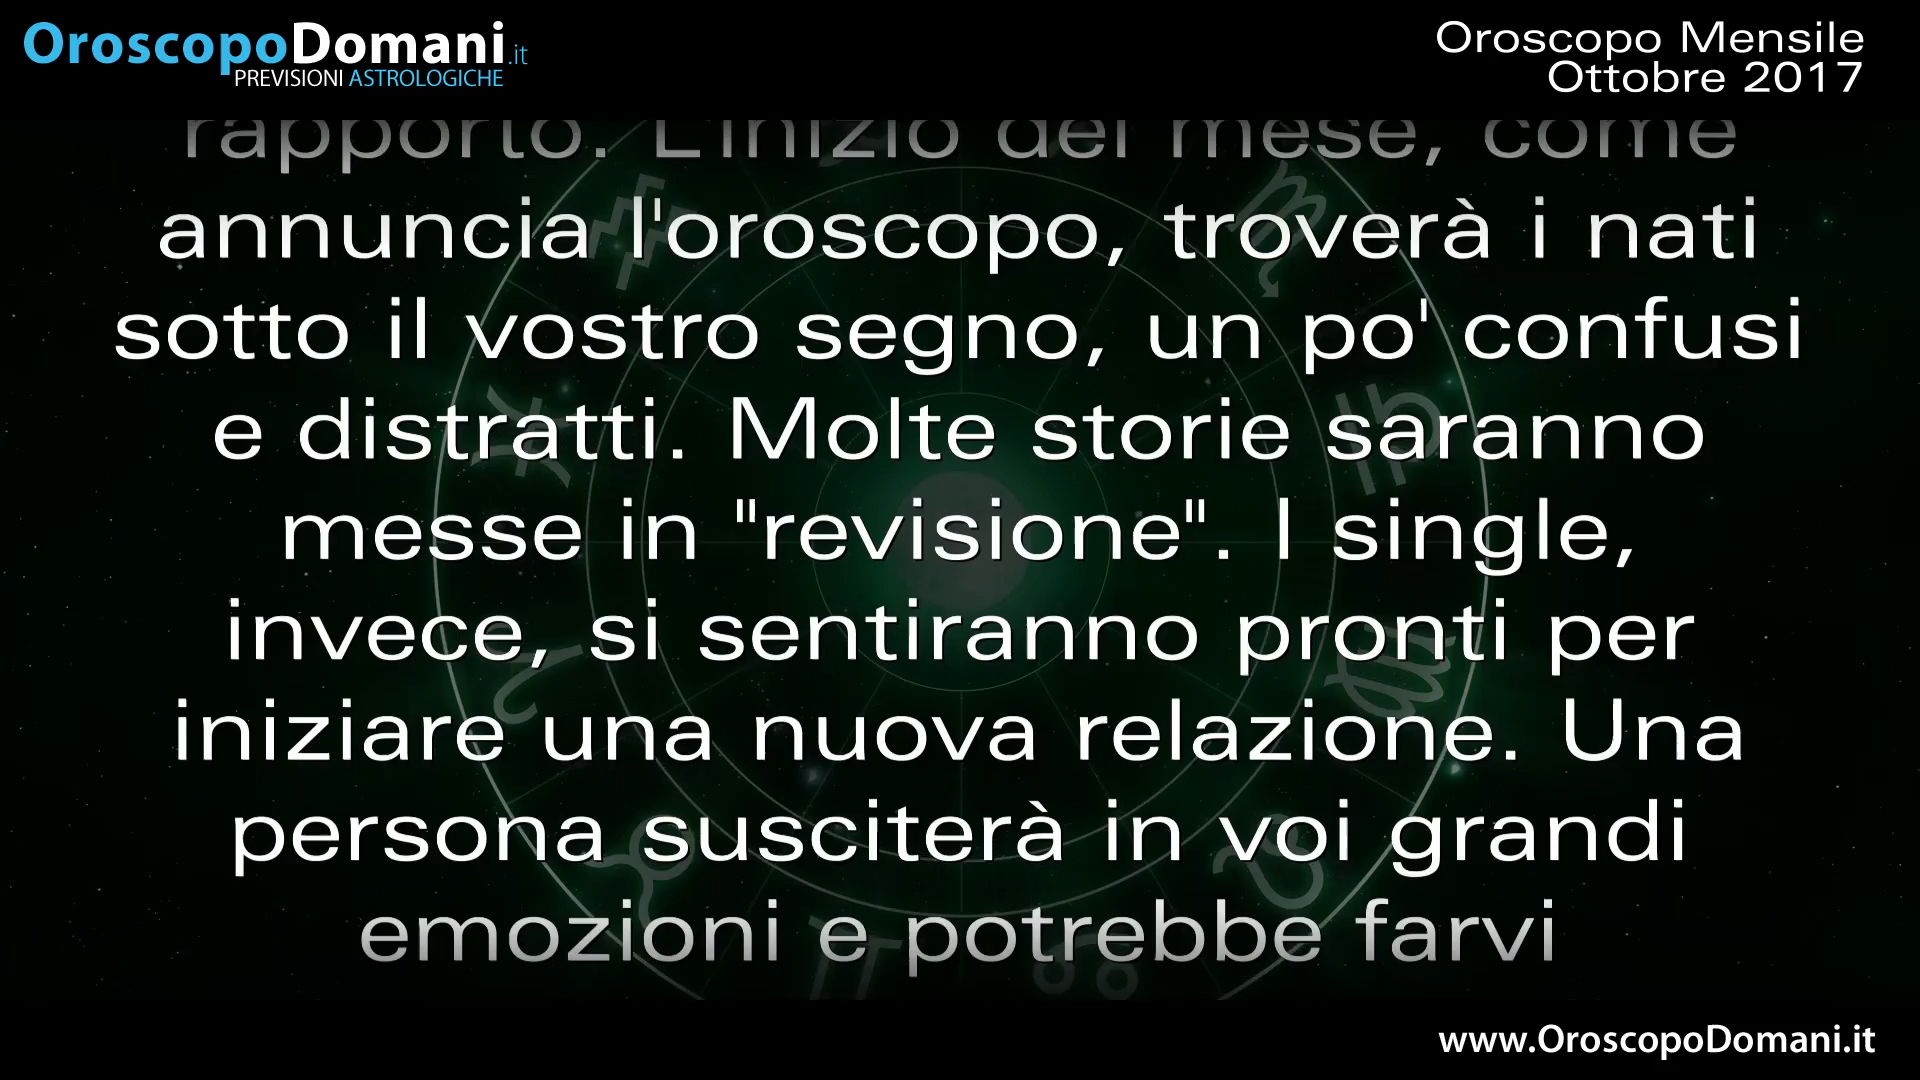 OroscopoDomani.it
PREVISIONI ASTROLOGICHE
Oroscopo Mensile
Ottobre 2017
rapporto. L'inizio del mese, come
annuncia l'oroscopo, troverà i nati
sotto il vostro segno, un po' confusi
e distratti. Molte storie saranno
messe in "revisione". I single,
invece, si sentiranno pronti per
iniziare una nuova relazione. Una
persona susciterà in voi grandi
emozioni e potrebbe farvi
www.OroscopoDomani.it